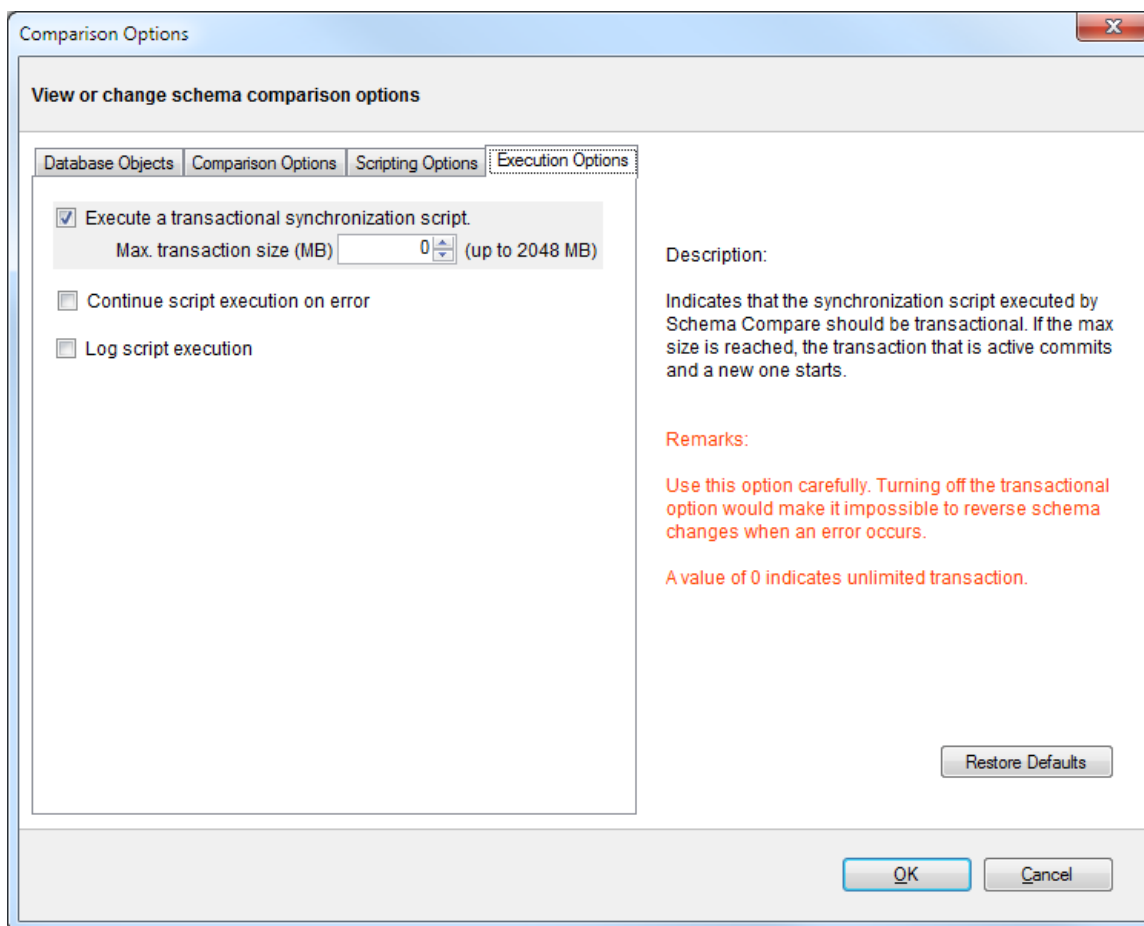 Comparison Options
View or change schema comparison options
Database Objects
Comparison Options
Scripting Options
Execution Options
Execute a transactional synchronization script.
Max. transaction size (MB) 0 (up to 2048 MB)
Continue script execution on error
Log script execution
Description:
Indicates that the synchronization script executed by
Schema Compare should be transactional. If the max
size is reached, the transaction that is active commits
and a new one starts.
Remarks:
Use this option carefully. Turning off the transactional
option would make it impossible to reverse schema
changes when an error occurs.
A value of 0 indicates unlimited transaction.
Restore Defaults
OK
Cancel